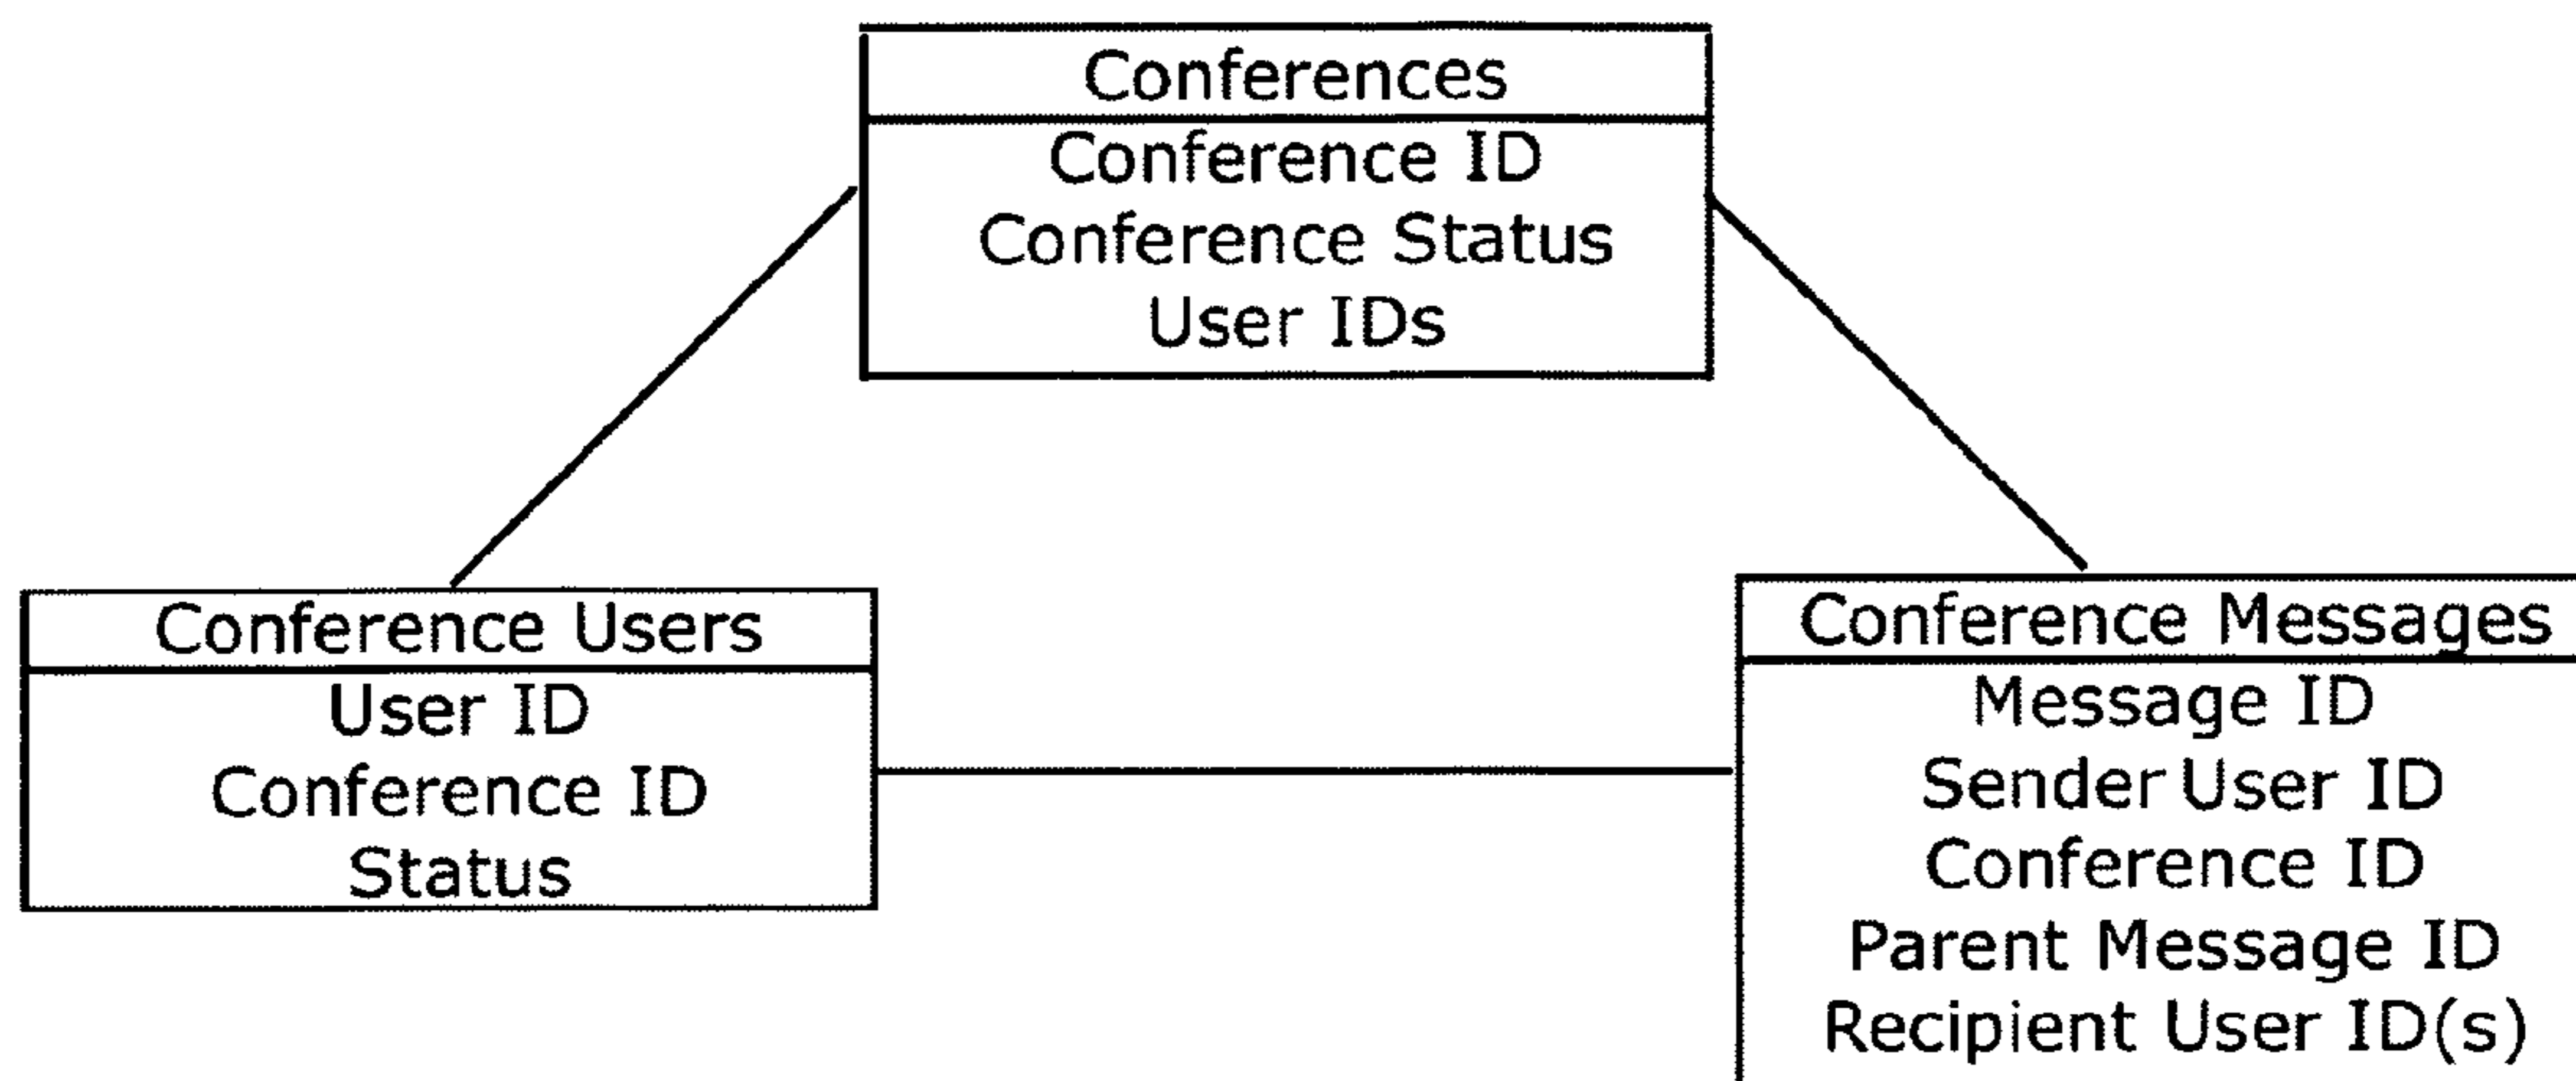 Conferences
Conference ID
Conference Status
User IDs
Conference Users
User ID
Conference ID
Status
Conference Messages
Message ID
Sender User ID
Conference ID
Parent Message ID
Recipient User ID(s)